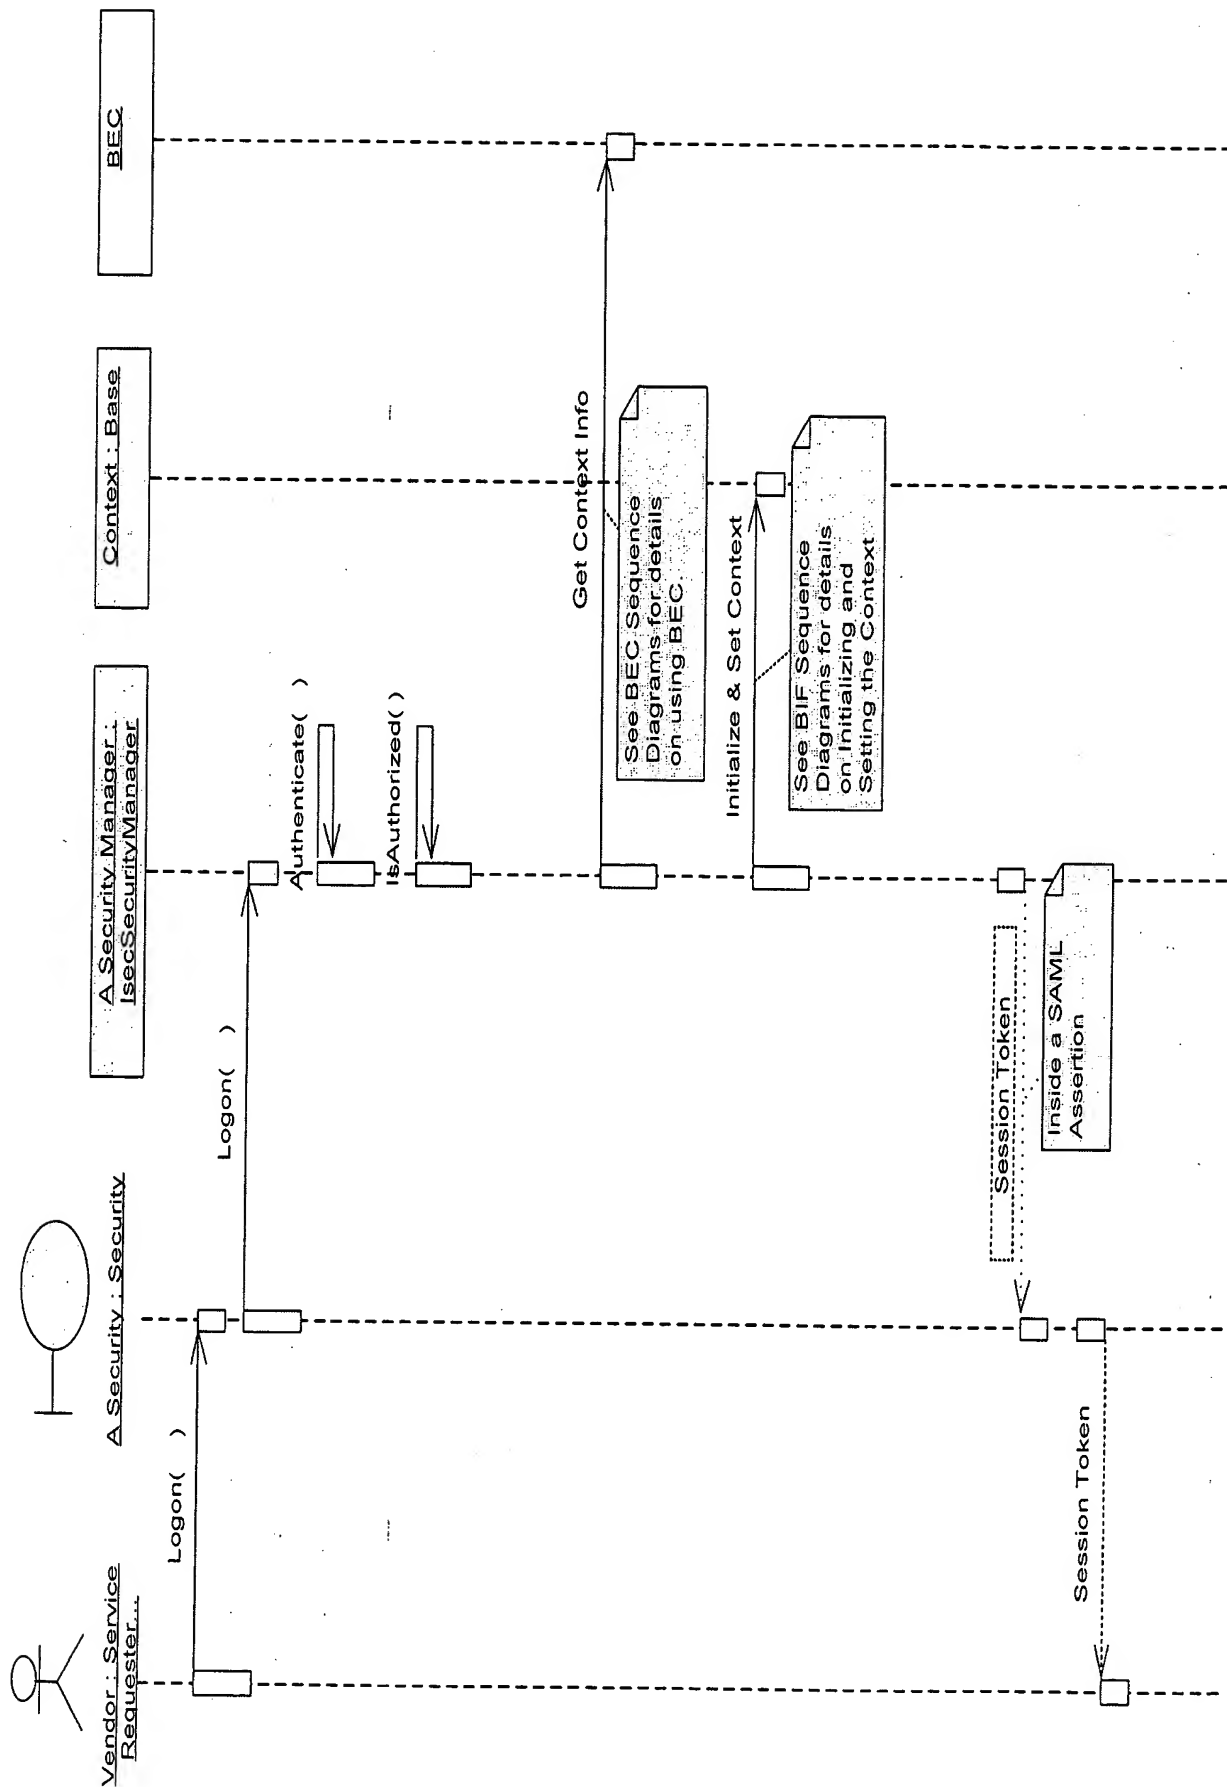 Vendor : Service
Requester...
A Security : Security
A Security Manager :
IsecSecurityManager
Context : Base
BEC
Logon(   )
Logon(   )
Authenticate( )
IsAuthorized( )
Get Context Info
See BEC Sequence
Diagrams for details
on using BEC.
Initialize & Set Context
See BIF Sequence
Diagrams for details
on Initializing and
Setting the Context
Session Token
Inside a SAML
Assertion
Session Token